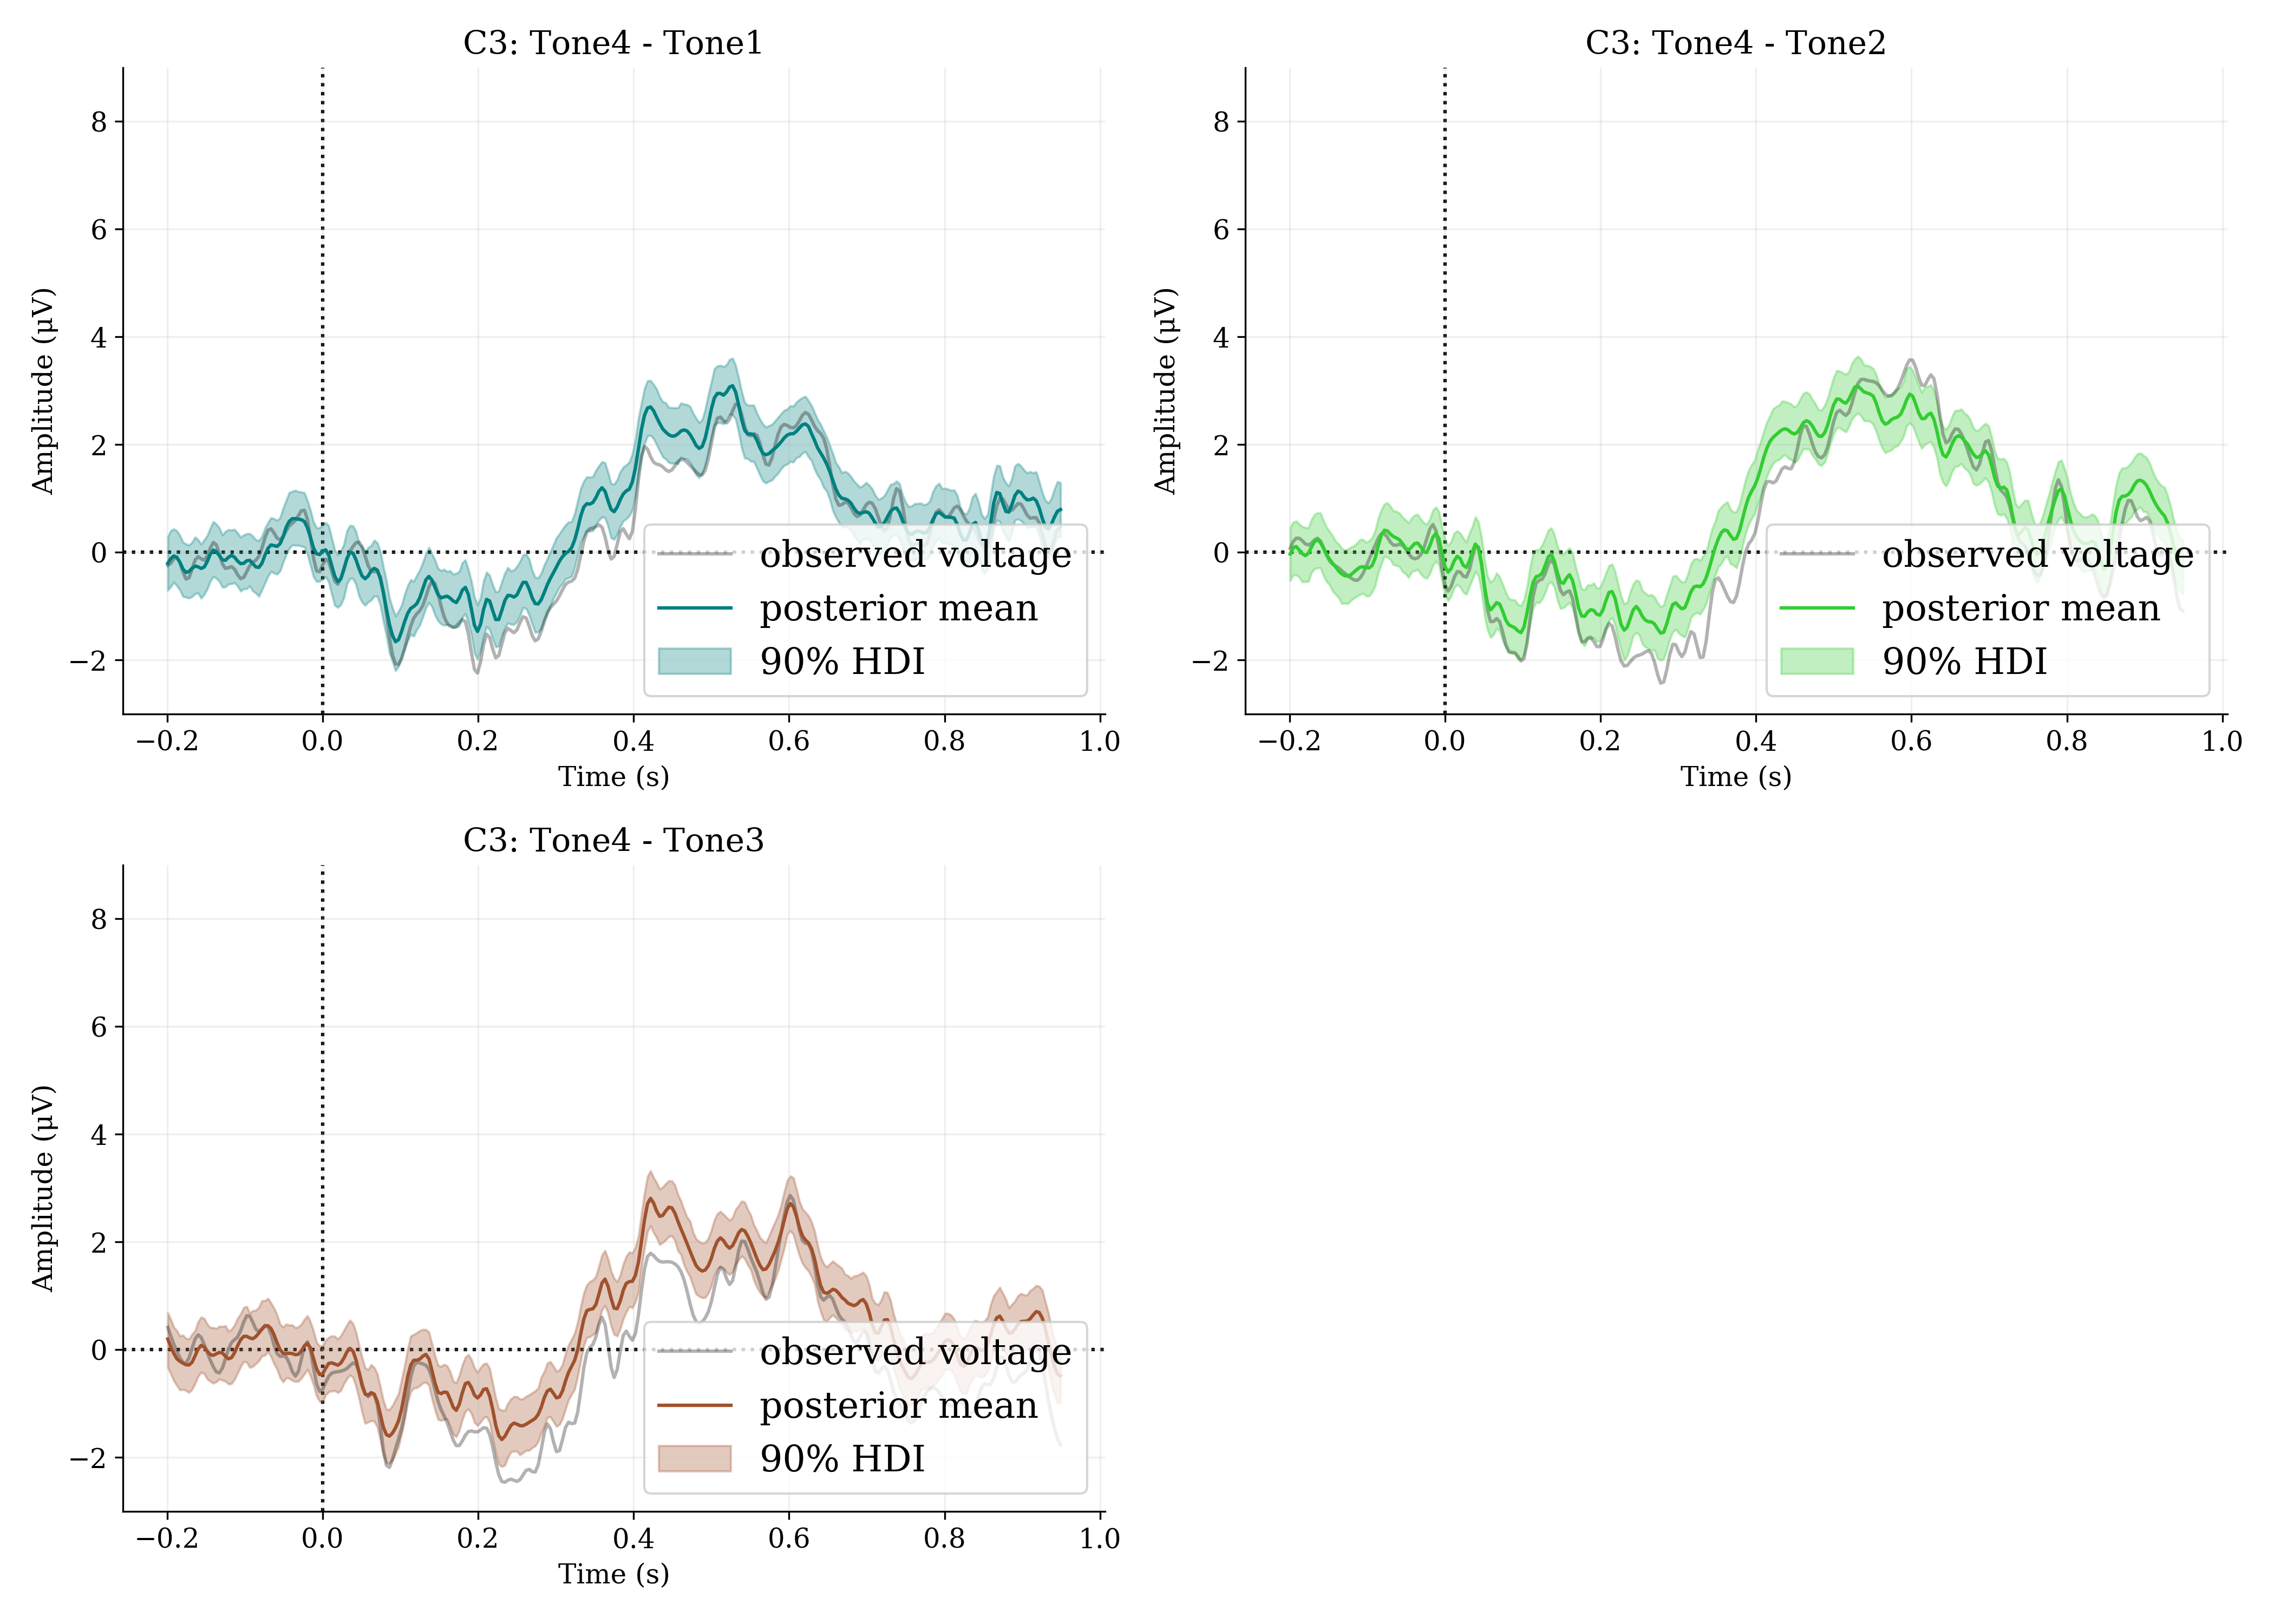 C3: Tone4 - Tone1
Amplitude (µV)
8
6
4
2
0
−2
observed voltage
posterior mean
90% HDI
−0.2 0.0 0.2 0.4 0.6 0.8 1.0
Time (s)
C3: Tone4 - Tone2
Amplitude (µV)
8
6
4
2
0
−2
observed voltage
posterior mean
90% HDI
−0.2 0.0 0.2 0.4 0.6 0.8 1.0
Time (s)
C3: Tone4 - Tone3
Amplitude (µV)
8
6
4
2
0
−2
observed voltage
posterior mean
90% HDI
−0.2 0.0 0.2 0.4 0.6 0.8 1.0
Time (s)